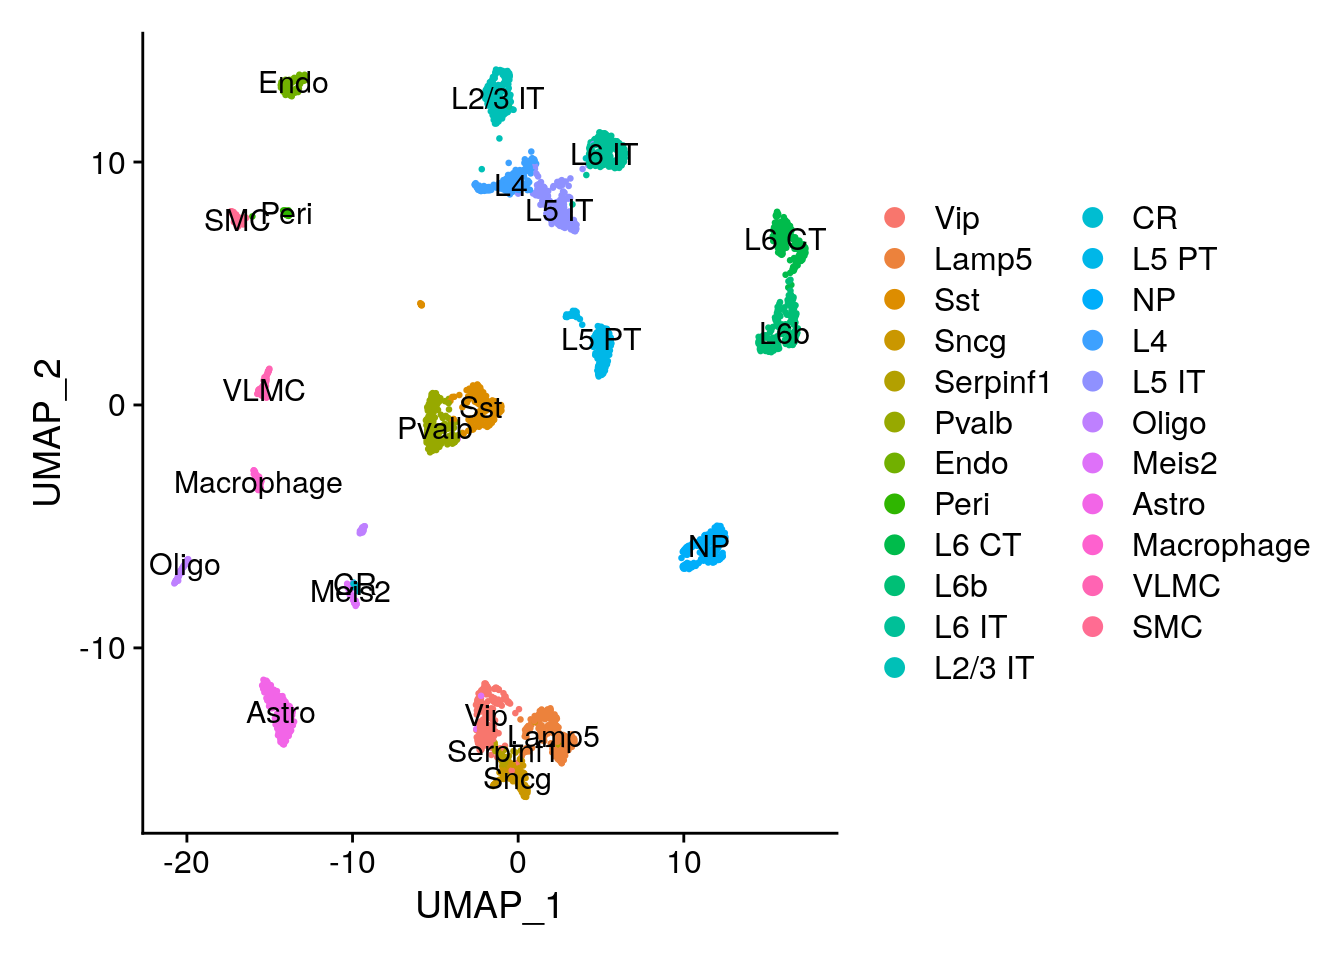 Endo
L2/3 IT
L6 IT
L4
L5 IT
SMC
Peri
L6 CT
L5 PT
L6b
VLMC
Sst
Pvalb
Macrophage
Oligo
CR
Meis2
NP
Astro
Vip
Lamp5
Serpinf1
Sncg
10
0
-10
UMAP_2
-20
-10
0
10
UMAP_1
Vip
Lamp5
Sst
Sncg
Serpinf1
Pvalb
Endo
Peri
L6 CT
L6b
L6 IT
L2/3 IT
CR
L5 PT
NP
L4
L5 IT
Oligo
Meis2
Astro
Macrophage
VLMC
SMC